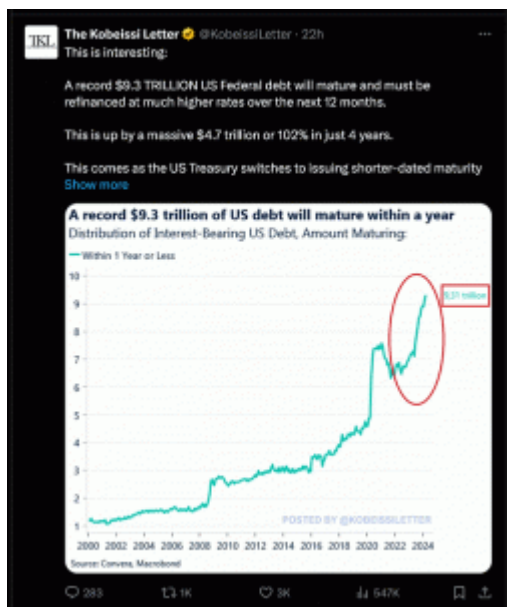 TKL
The Kobeissi Letter @KobeissiLetter · 22h
This is interesting:
A record $9.3 TRILLION US Federal debt will mature and must be
refinanced at much higher rates over the next 12 months.
This is up by a massive $4.7 trillion or 102% in just 4 years.
This comes as the US Treasury switches to issuing shorter-dated maturity
Show more
A record $9.3 trillion of US debt will mature within a year
Distribution of Interest-Bearing US Debt, Amount Maturing:
Within 1 Year or Less
10
9
9.31 trillion
8
7
6
5
4
3
2
1
POSTED BY @KOBEISSILETTER
2000 2002 2004 2006 2008 2010 2012 2014 2016 2018 2020 2022 2024
Source: Convera, Macrobond
283 1.1K 3K 547K